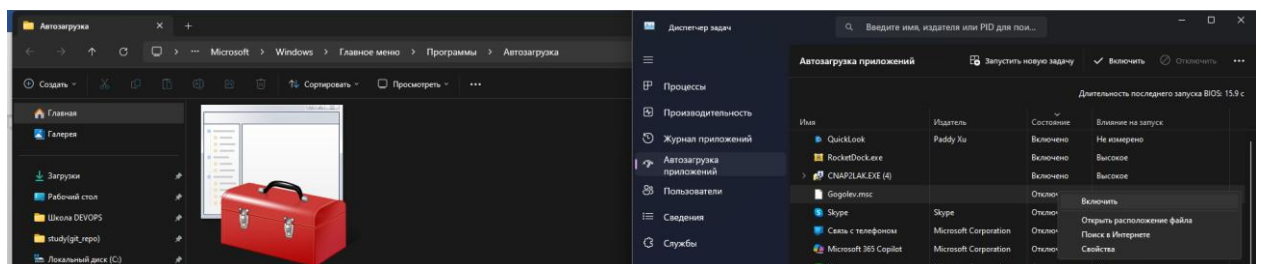 Автозагрузка
Microsoft > Windows > Главное меню > Программы > Автозагрузка
Создать
Сортировать
Просмотреть
Главная
Галерея
Загрузки
Рабочий стол
Школа DEVOPS
study(git_repo)
Локальный диск (C:)
Диспетчер задач
Введите имя, издателя или PID для пои...
Автозагрузка приложений
Запустить новую задачу
Включить
Отключить
Длительность последнего запуска BIOS: 15.9 с
Процессы
Производительность
Журнал приложений
Автозагрузка
приложений
Пользователи
Сведения
Службы
Имя Издатель Состояние Влияние на запуск
QuickLook Paddy Xu Включено Не измерено
RocketDock.exe Включено Высокое
CNAP2LAK.EXE (4) Включено Высокое
Gogolev.msc Отклю
Skype Skype Отклю
Связь с телефоном Microsoft Corporation Отклю
Microsoft 365 Copilot Microsoft Corporation Отклю
Включить
Открыть расположение файла
Поиск в Интернете
Свойства